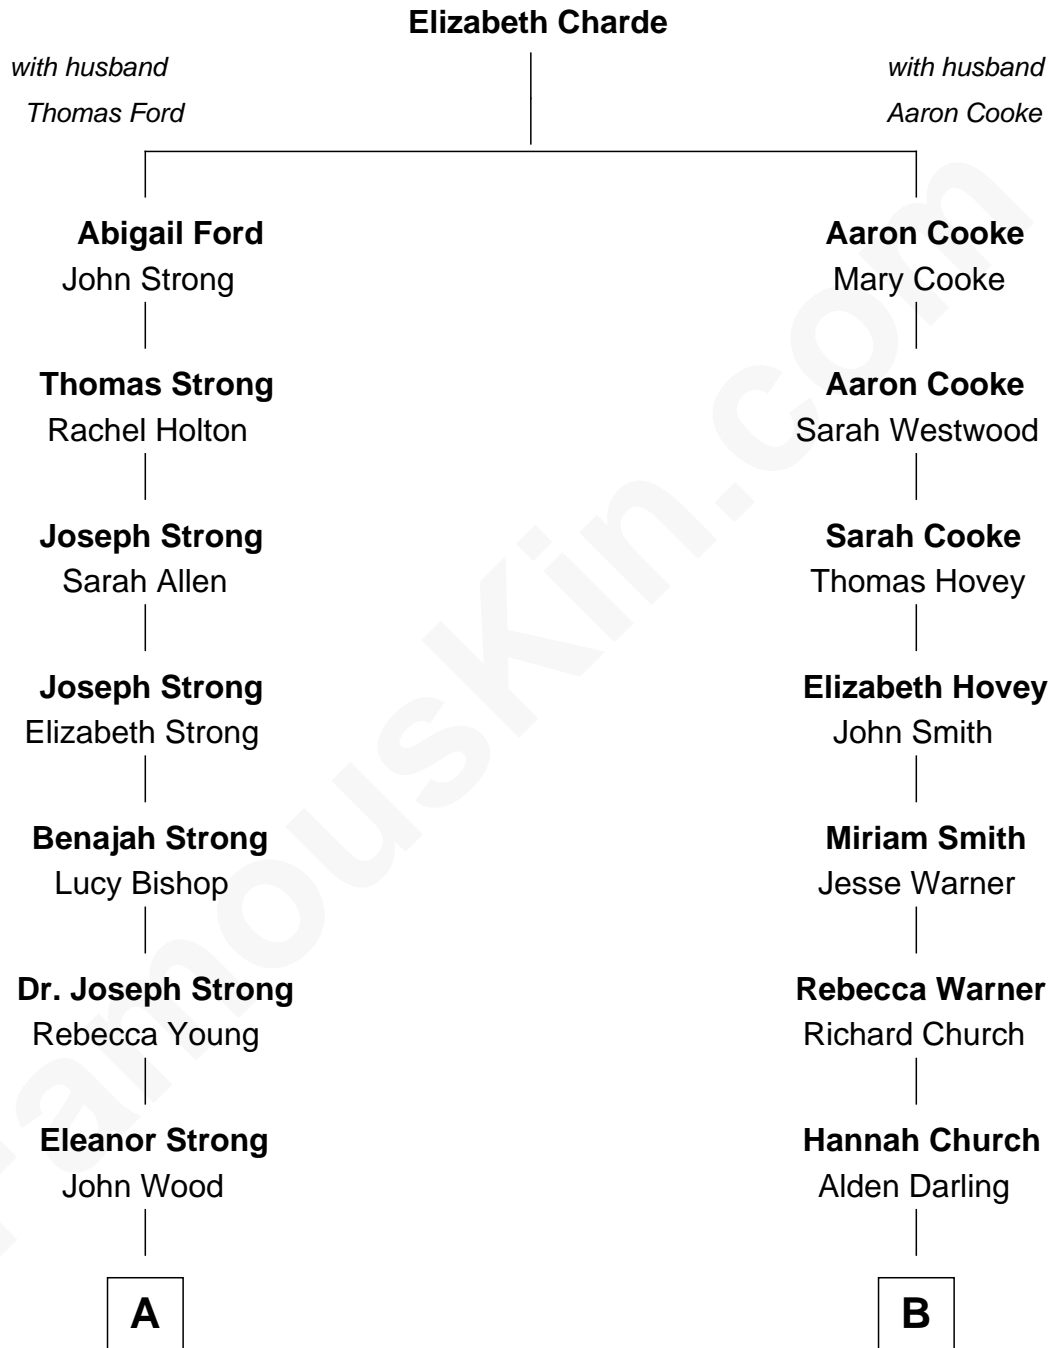 Elizabeth Charde
with husband
Thomas Ford
with husband
Aaron Cooke
Abigail Ford
John Strong
Aaron Cooke
Mary Cooke
Thomas Strong
Rachel Holton
Aaron Cooke
Sarah Westwood
Joseph Strong
Sarah Allen
Sarah Cooke
Thomas Hovey
Joseph Strong
Elizabeth Strong
Elizabeth Hovey
John Smith
Benajah Strong
Lucy Bishop
Miriam Smith
Jesse Warner
Dr. Joseph Strong
Rebecca Young
Rebecca Warner
Richard Church
Eleanor Strong
John Wood
Hannah Church
Alden Darling
A
B
FamousKin.com